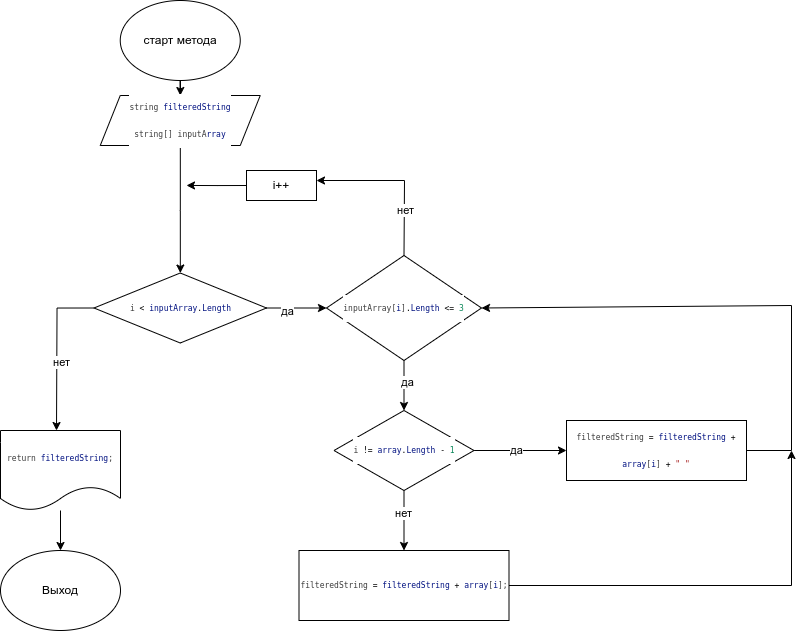 старт метода
string filteredString
string[] inputArray
i++
нет
i < inputArray.Length
да
inputArray[i].Length <= 3
нет
да
return filteredString;
i != array.Length - 1
да
filteredString = filteredString +
array[i] + " "
нет
Выход
filteredString = filteredString + array[i];